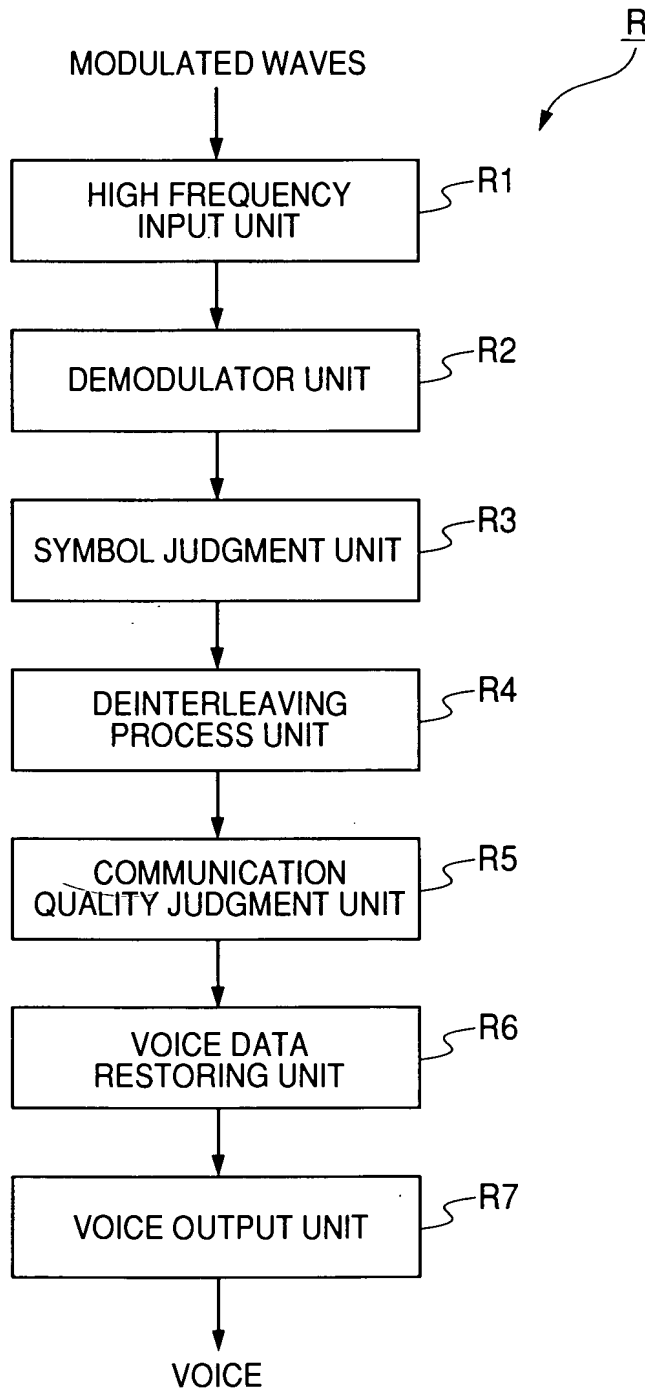 R
MODULATED WAVES
HIGH FREQUENCY
INPUT UNIT
R1
DEMODULATOR UNIT
R2
SYMBOL JUDGMENT UNIT
R3
DEINTERLEAVING
PROCESS UNIT
R4
COMMUNICATION
QUALITY JUDGMENT UNIT
R5
VOICE DATA
RESTORING UNIT
R6
VOICE OUTPUT UNIT
R7
VOICE